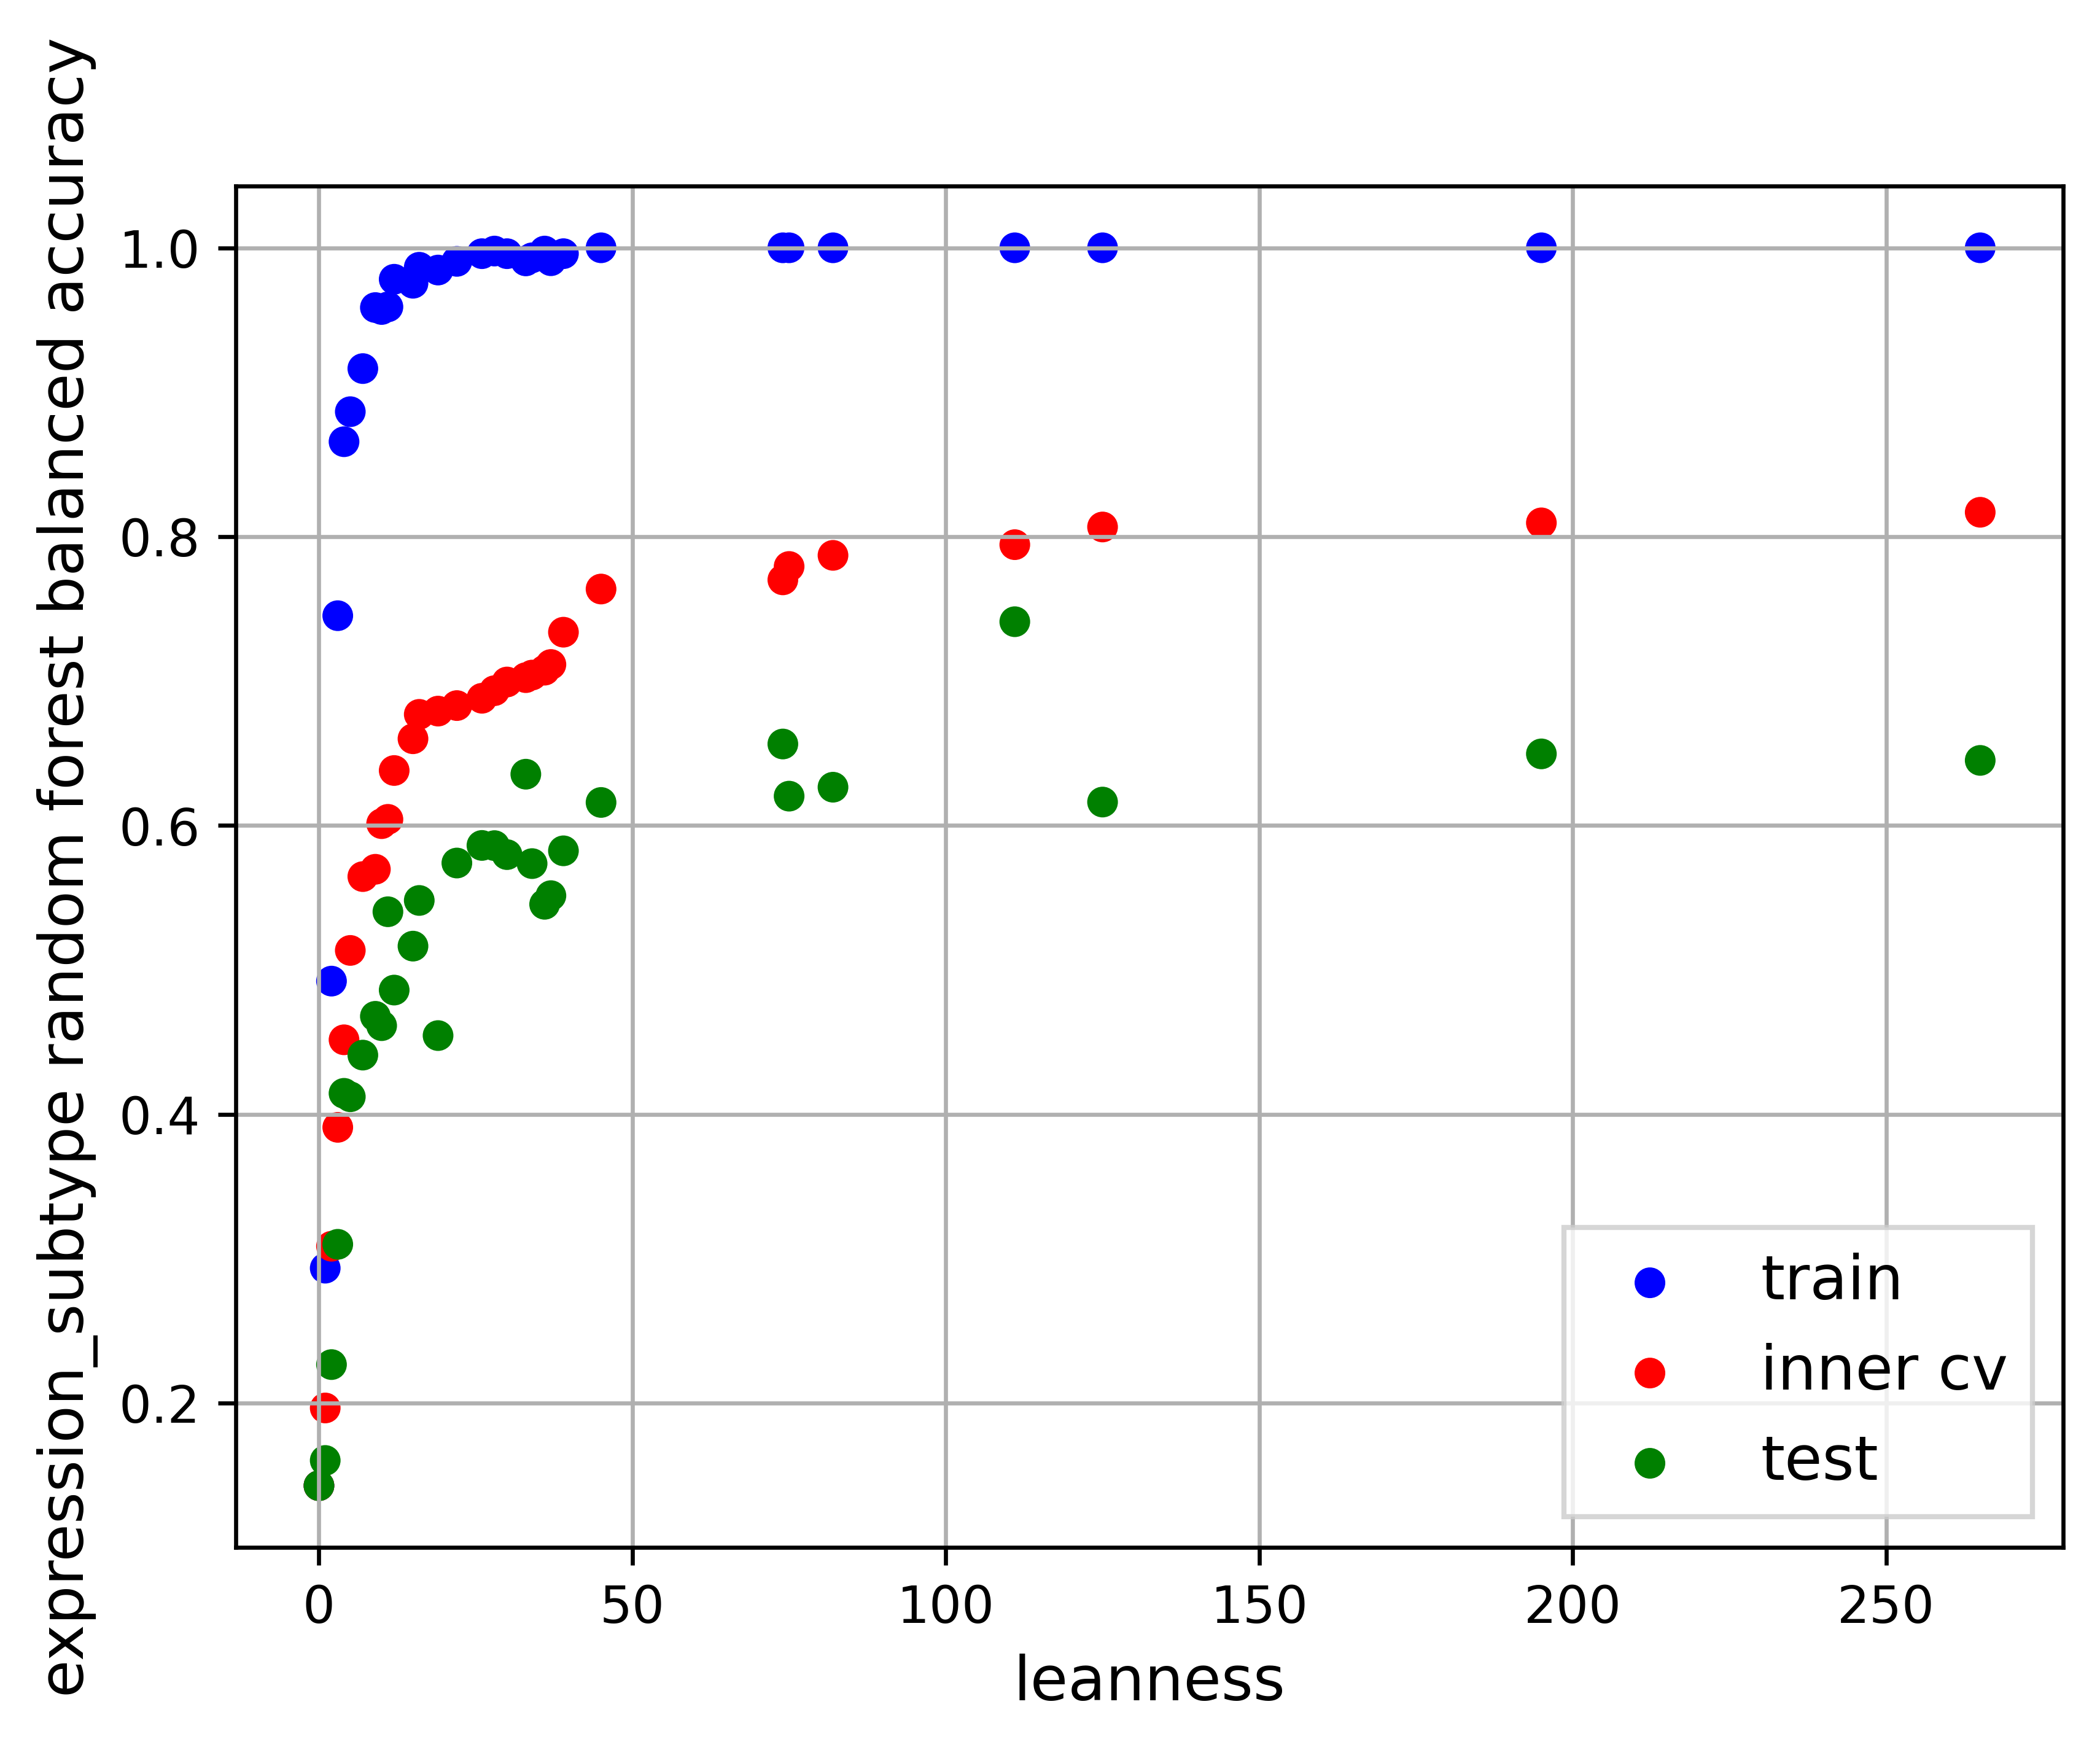 expression_subtype random forest balanced accuracy
1.0
0.8
0.6
0.4
0.2
0 50 100 150 200 250
leanness
train
inner cv
test